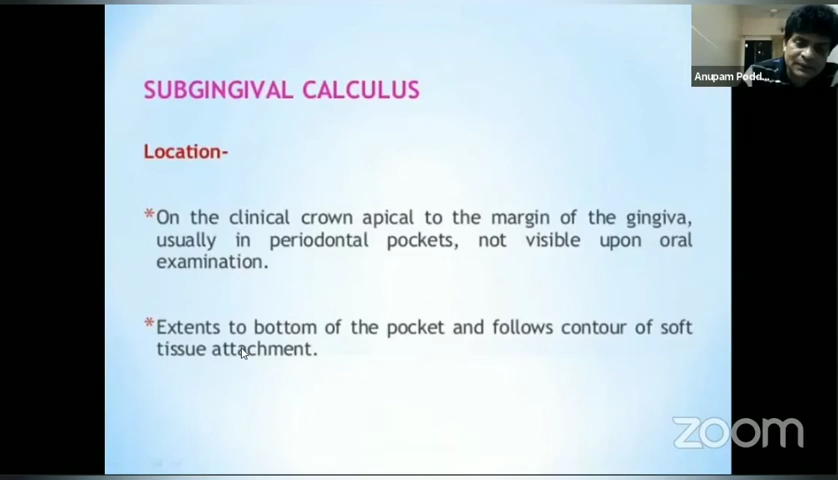 SUBGINGIVAL CALCULUS
Location-
*On the clinical crown apical to the margin of the gingiva,
usually in periodontal pockets, not visible upon oral
examination.
*Extents to bottom of the pocket and follows contour of soft
tissue attachment.
Anupam Podd...
zoom